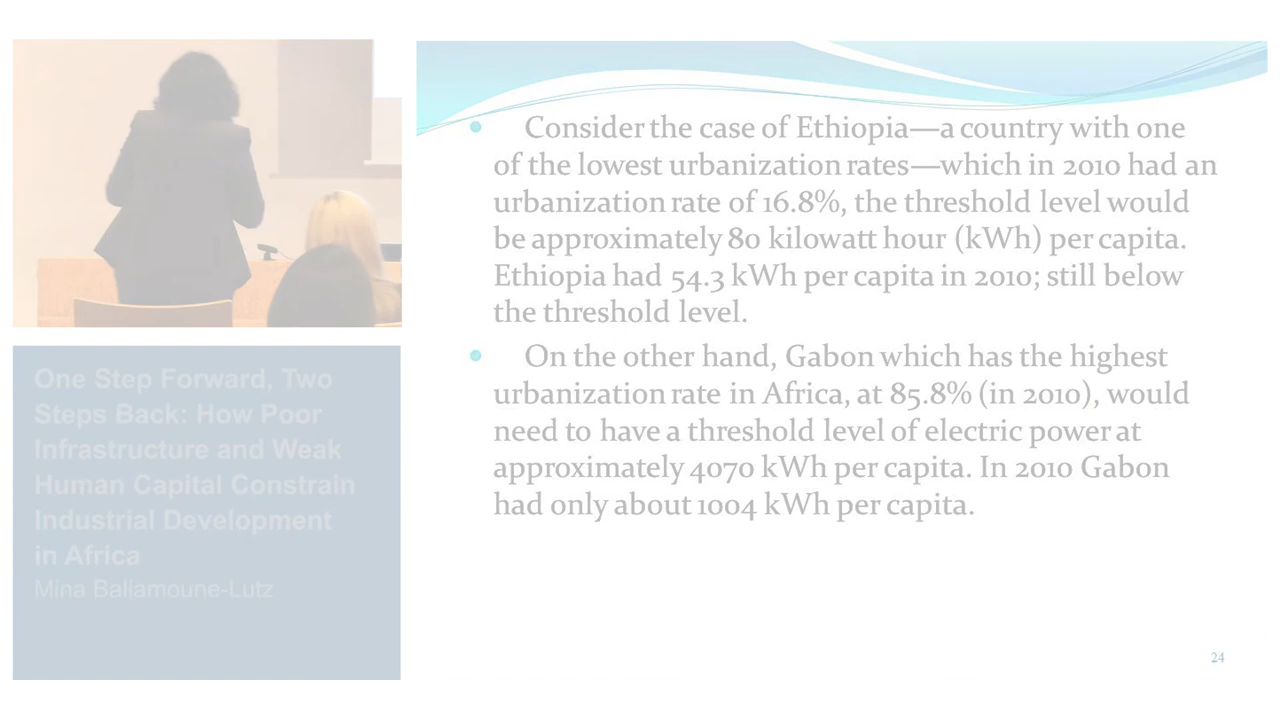 One Step Forward, Two
Steps Back: How Poor
Infrastructure and Weak
Human Capital Constrain
Industrial Development
in Africa
Mina Baliamoune-Lutz
• Consider the case of Ethiopia—a country with one
of the lowest urbanization rates—which in 2010 had an
urbanization rate of 16.8%, the threshold level would
be approximately 80 kilowatt hour (kWh) per capita.
Ethiopia had 54.3 kWh per capita in 2010; still below
the threshold level.
• On the other hand, Gabon which has the highest
urbanization rate in Africa, at 85.8% (in 2010), would
need to have a threshold level of electric power at
approximately 4070 kWh per capita. In 2010 Gabon
had only about 1004 kWh per capita.
24